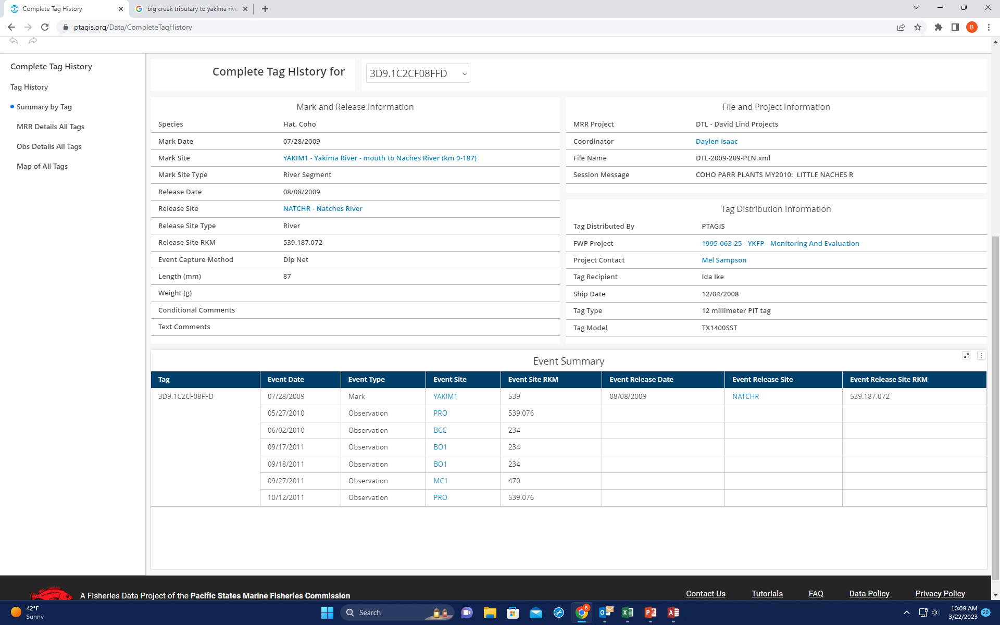 Complete Tag History
big creek tributary to yakima rive
ptagis.org/Data/CompleteTagHistory
B
Complete Tag History
Tag History
Summary by Tag
MRR Details All Tags
Obs Details All Tags
Map of All Tags
Complete Tag History for
3D9.1C2CF08FFD
Mark and Release Information
Species Hat. Coho
Mark Date 07/28/2009
Mark Site YAKIM1 - Yakima River - mouth to Naches River (km 0-187)
Mark Site Type River Segment
Release Date 08/08/2009
Release Site NATCHR - Natches River
Release Site Type River
Release SIte RKM 539.187.072
Event Capture Method Dip Net
Length (mm) 87
Weight (g)
Conditional Comments
Text Comments
File and Project Information
MRR Project DTL - David Lind Projects
Coordinator Daylen Isaac
File Name DTL-2009-209-PLN.xml
Session Message COHO PARR PLANTS MY2010: LITTLE NACHES R
Tag Distribution Information
Tag Distributed By PTAGIS
FWP Project 1995-063-25 - YKFP - Monitoring And Evaluation
Project Contact Mel Sampson
Tag Recipient Ida Ike
Ship Date 12/04/2008
Tag Type 12 millimeter PIT tag
Tag Model TX1400SST
Event Summary
Tag Event Date Event Type Event Site Event Site RKM Event Release Date Event Release Site Event Release Site RKM
3D9.1C2CF08FFD 07/28/2009 Mark YAKIM1 539 08/08/2009 NATCHR 539.187.072
05/27/2010 Observation PRO 539.076
06/02/2010 Observation BCC 234
09/17/2011 Observation BO1 234
09/18/2011 Observation BO1 234
09/27/2011 Observation MC1 470
10/12/2011 Observation PRO 539.076
A Fisheries Data Project of the Pacific States Marine Fisheries Commission
Contact Us Tutorials FAQ Data Policy Privacy Policy
42°F
Sunny
Search
B
10:09 AM
3/22/2023
20